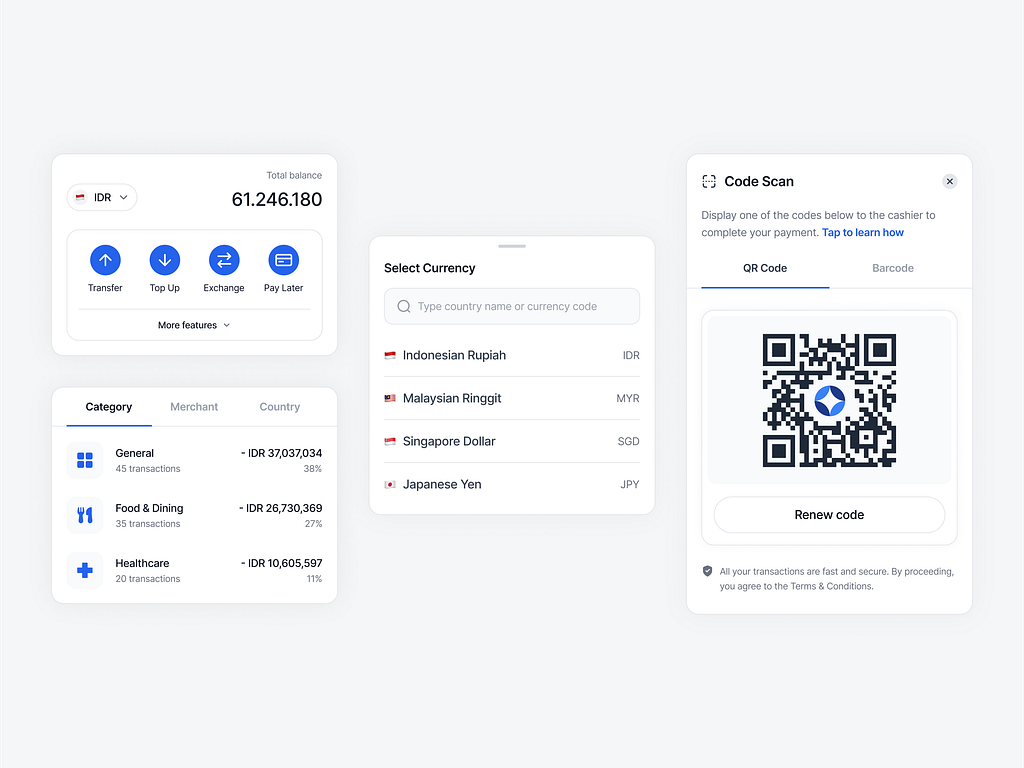 Total balance
IDR
61.246.180
Transfer
Top Up
Exchange
Pay Later
More features
Category
Merchant
Country
General
- IDR 37,037,034
45 transactions
38%
Food & Dining
- IDR 26,730,369
35 transactions
27%
Healthcare
- IDR 10,605,597
20 transactions
11%
Select Currency
Type country name or currency code
Indonesian Rupiah
IDR
Malaysian Ringgit
MYR
Singapore Dollar
SGD
Japanese Yen
JPY
Code Scan
Display one of the codes below to the cashier to
complete your payment. Tap to learn how
QR Code
Barcode
Renew code
All your transactions are fast and secure. By proceeding,
you agree to the Terms & Conditions.